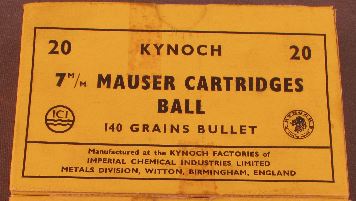 20 KYNOCH 20
7 M/M MAUSER CARTRIDGES
BALL
ICI
140 GRAINS BULLET
Manufactured at the KYNOCH FACTORIES of
IMPERIAL CHEMICAL INDUSTRIES LIMITED
METALS DIVISION, WITTON, BIRMINGHAM, ENGLAND